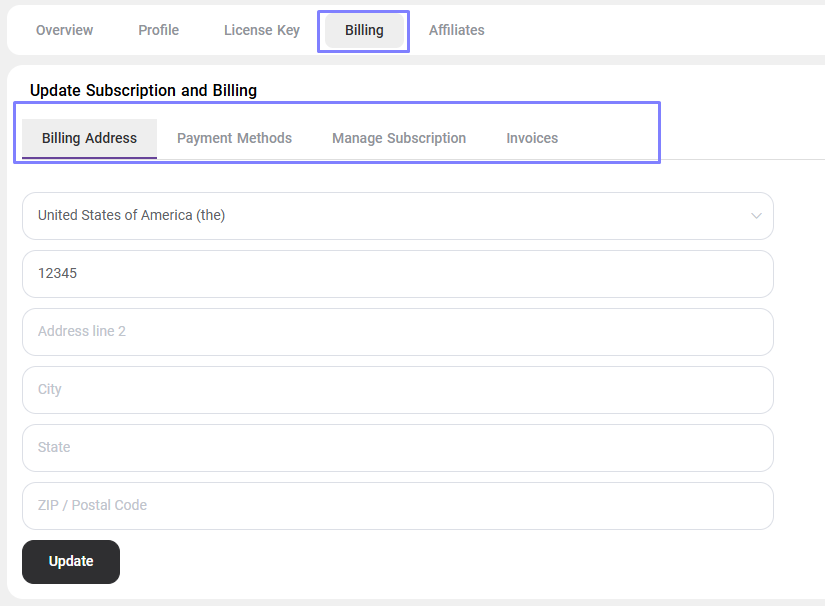 Overview Profile License Key Billing Affiliates
Update Subscription and Billing
Billing Address Payment Methods Manage Subscription Invoices
United States of America (the)
12345
Address line 2
City
State
ZIP / Postal Code
Update